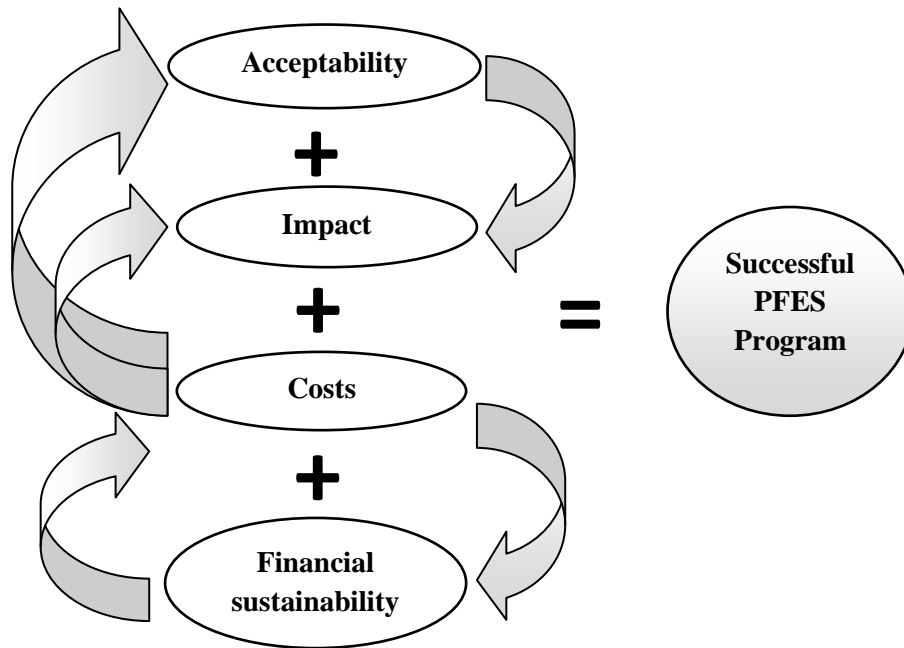 Acceptability
+
Impact
+
Costs
+
Financial
sustainability
=
Successful
PFES
Program